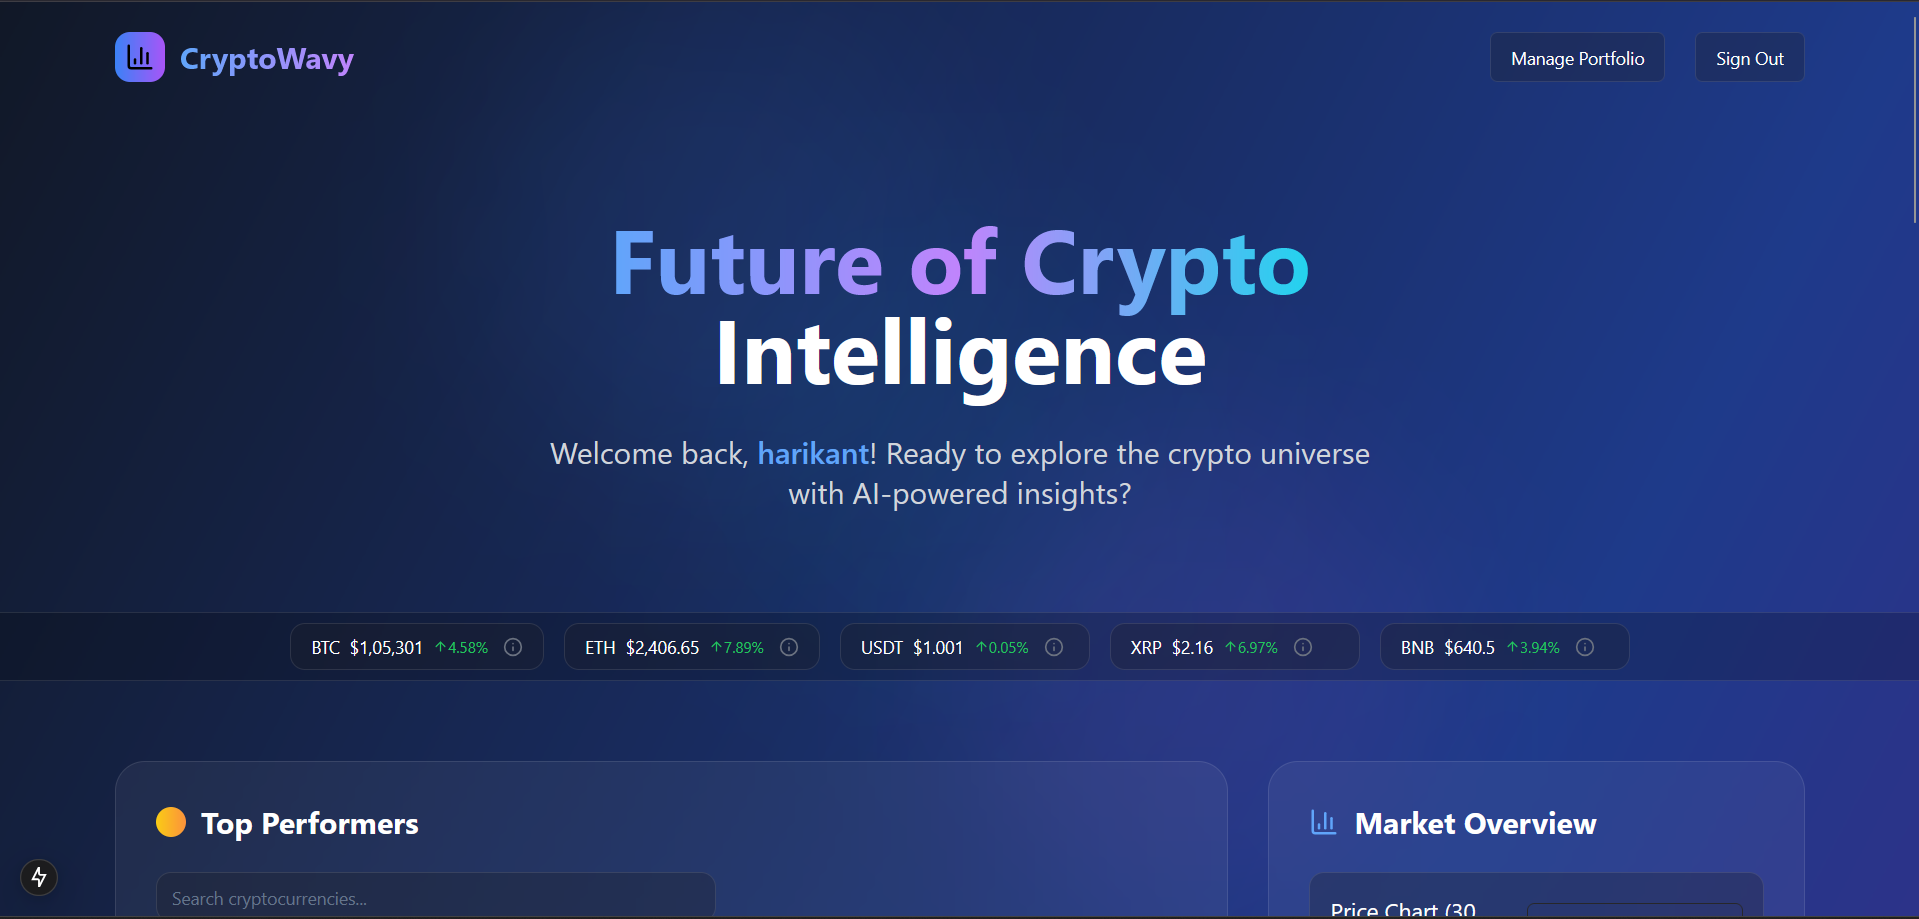 CryptoWavy
Manage Portfolio
Sign Out
Future of Crypto
Intelligence
Welcome back, harikant! Ready to explore the crypto universe
with AI-powered insights?
BTC $1,05,301 ↑4.58%
ETH $2,406.65 ↑7.89%
USDT $1.001 ↑0.05%
XRP $2.16 ↑6.97%
BNB $640.5 ↑3.94%
Top Performers
Search cryptocurrencies...
Market Overview
Price Chart (30